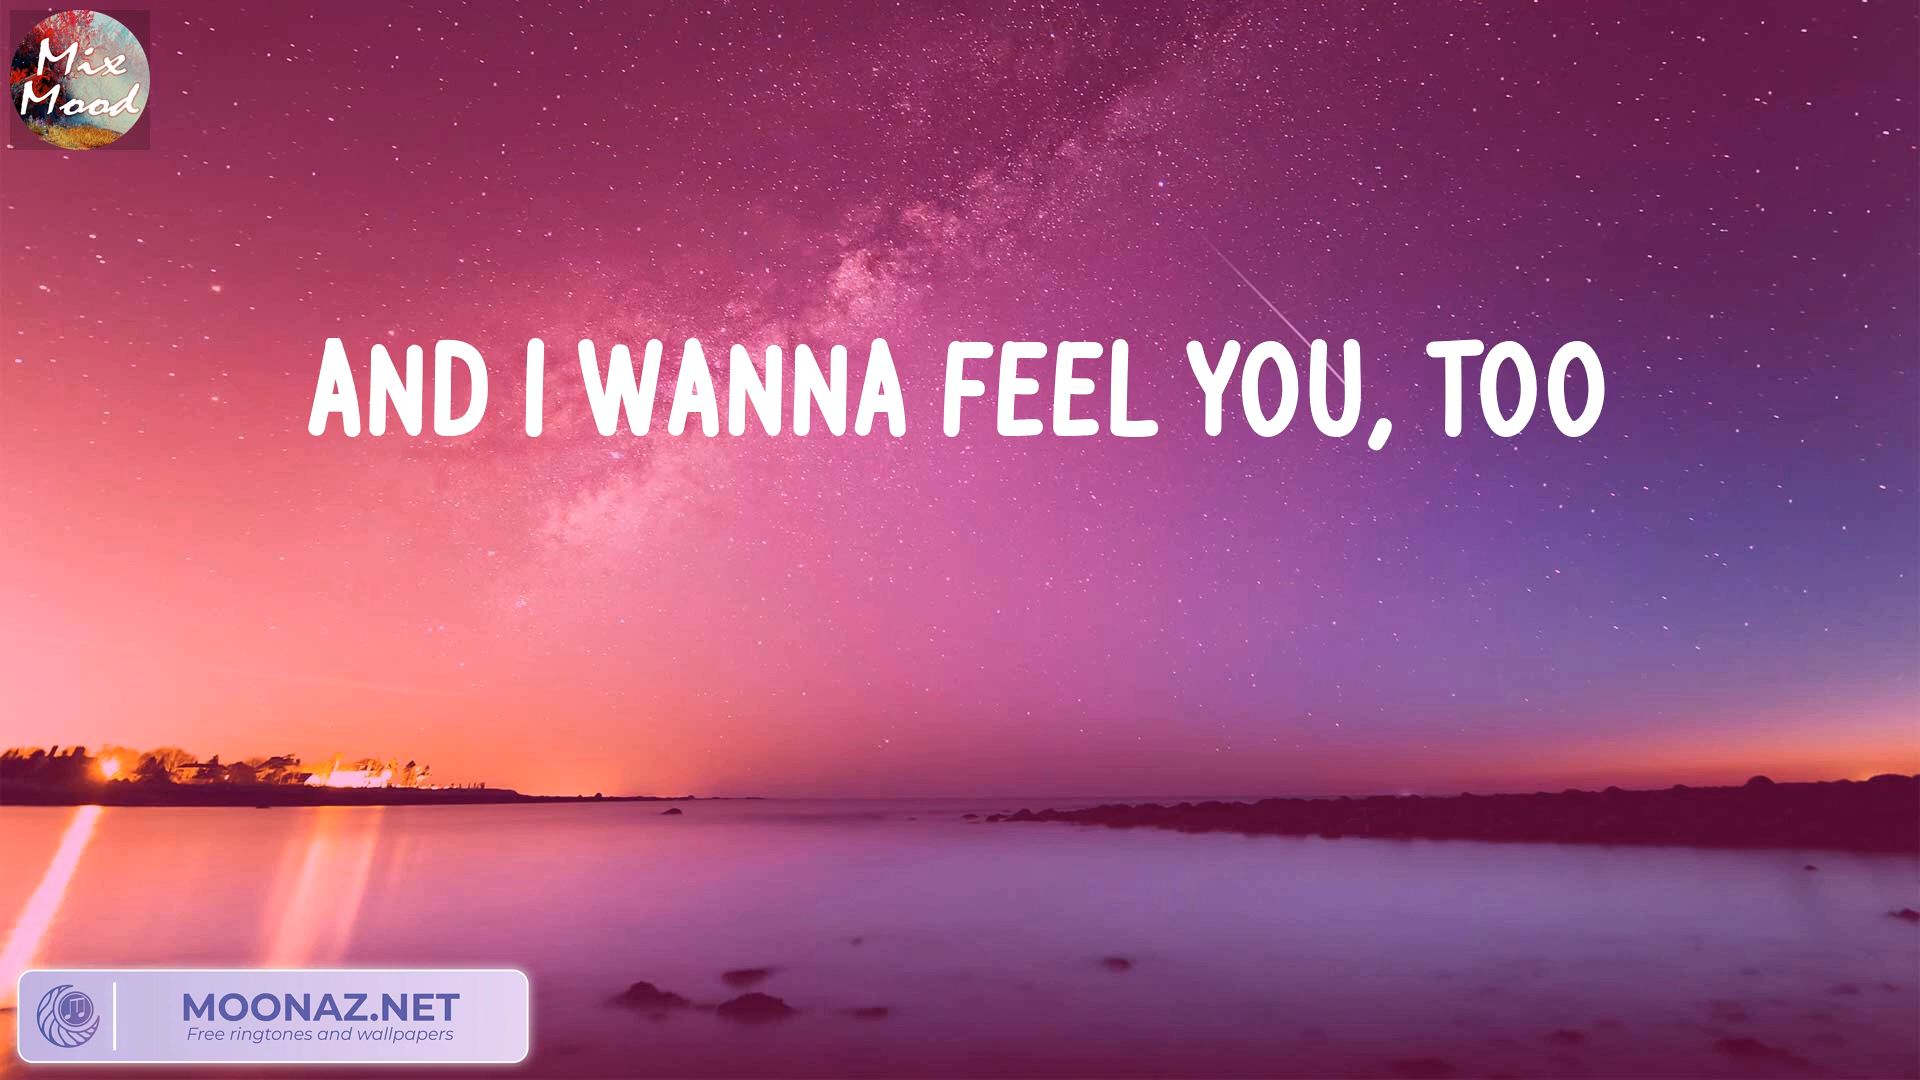 Mix
Mood
AND I WANNA FEEL YOU, TOO
MOONAZ.NET
Free ringtones and wallpapers